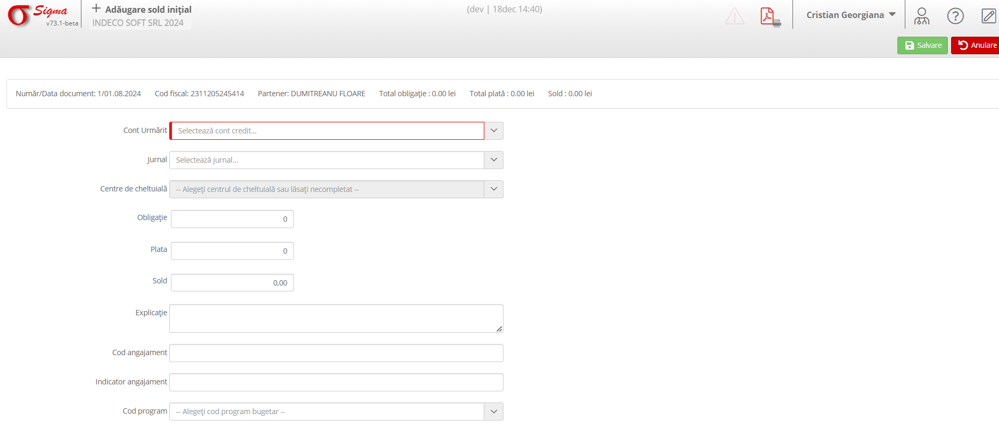 Sigma
v73.1-beta
Adăugare sold inițial
INDECO SOFT SRL 2024
(dev | 18dec 14:40)
Cristian Georgiana
Salvare
Anulare
Număr/Data document: 1/01.08.2024 Cod fiscal: 2311205245414 Partener: DUMITREANU FLOARE Total obligație : 0.00 lei Total plată : 0.00 lei Sold : 0.00 lei
Cont Urmărit Selectează cont credit...
Jurnal Selectează jurnal...
Centre de cheltuială -- Alegeți centrul de cheltuială sau lăsați necompletat --
Obligație 0
Plata 0
Sold 0,00
Explicație
Cod angajament
Indicator angajament
Cod program -- Alegeți cod program bugetar --